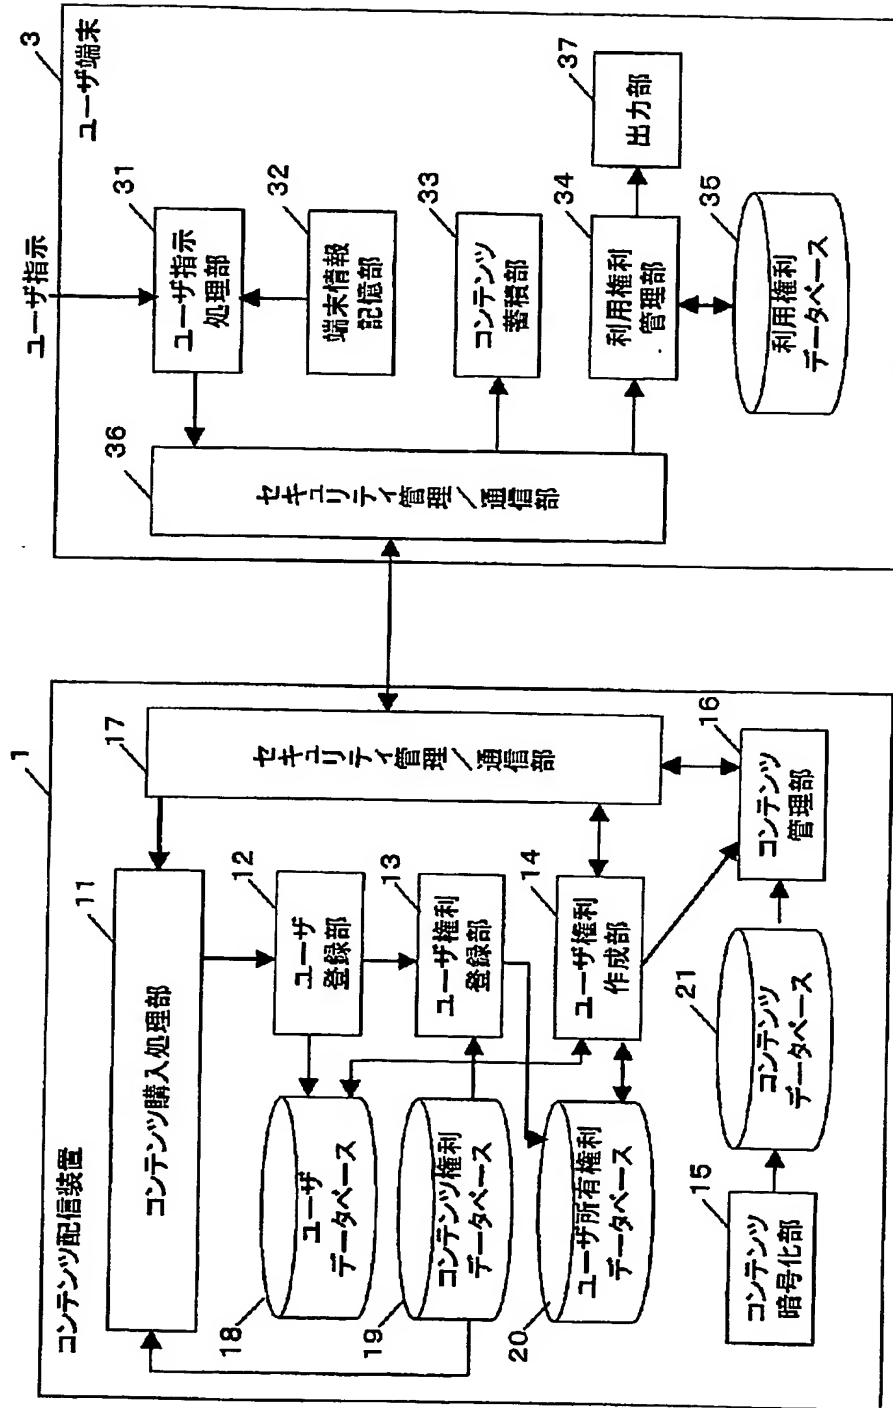 1
コンテンツ配信装置
11
コンテンツ購入処理部
17
セキュリティ管理／通信部
12
ユーザ
登録部
13
ユーザ権利
登録部
14
ユーザ権利
作成部
16
コンテンツ
管理部
18
ユーザ
データベース
19
コンテンツ権利
データベース
20
ユーザ所有権利
データベース
15
コンテンツ
暗号化部
21
コンテンツ
データベース
ユーザ指示
3
ユーザ端末
36
セキュリティ管理／通信部
31
ユーザ指示
処理部
32
端末情報
記憶部
33
コンテンツ
蓄積部
34
利用権利
管理部
37
出力部
35
利用権利
データベース